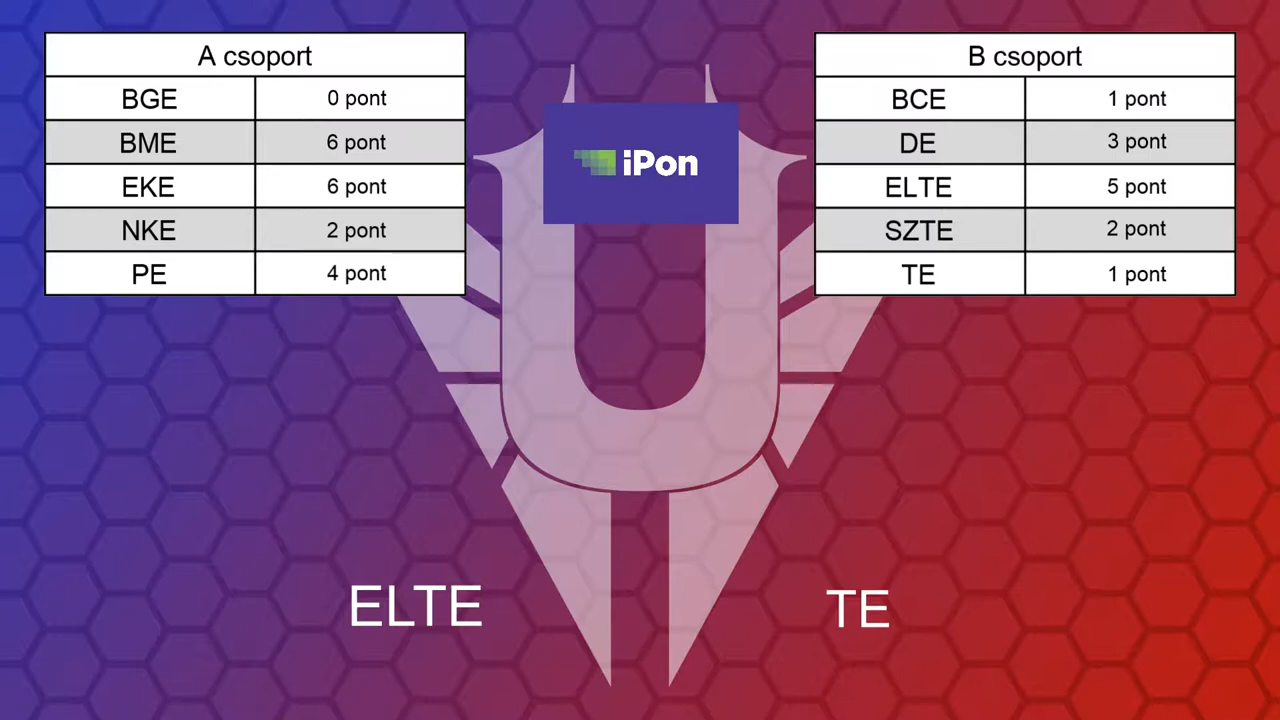 A csoport
BGE 0 pont
BME 6 pont
EKE 6 pont
NKE 2 pont
PE 4 pont
iPon
B csoport
BCE 1 pont
DE 3 pont
ELTE 5 pont
SZTE 2 pont
TE 1 pont
ELTE
TE